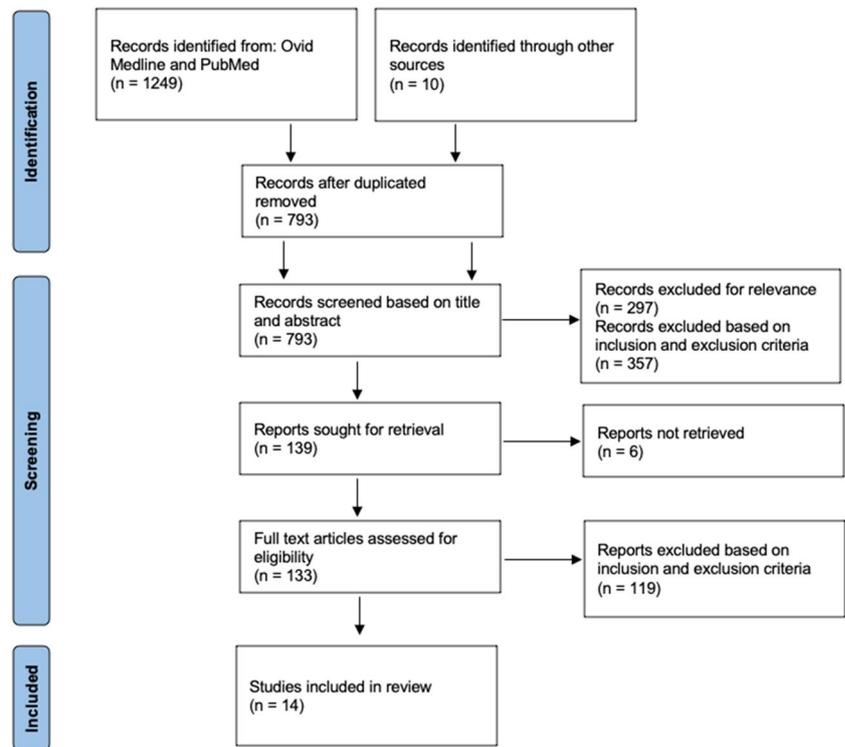 Identification
Records identified from: Ovid
Medline and PubMed
(n = 1249)
Records identified through other
sources
(n = 10)
Records after duplicated
removed
(n = 793)
Screening
Records screened based on title
and abstract
(n = 793)
Records excluded for relevance
(n = 297)
Records excluded based on
inclusion and exclusion criteria
(n = 357)
Reports sought for retrieval
(n = 139)
Reports not retrieved
(n = 6)
Full text articles assessed for
eligibility
(n = 133)
Reports excluded based on
inclusion and exclusion criteria
(n = 119)
Included
Studies included in review
(n = 14)